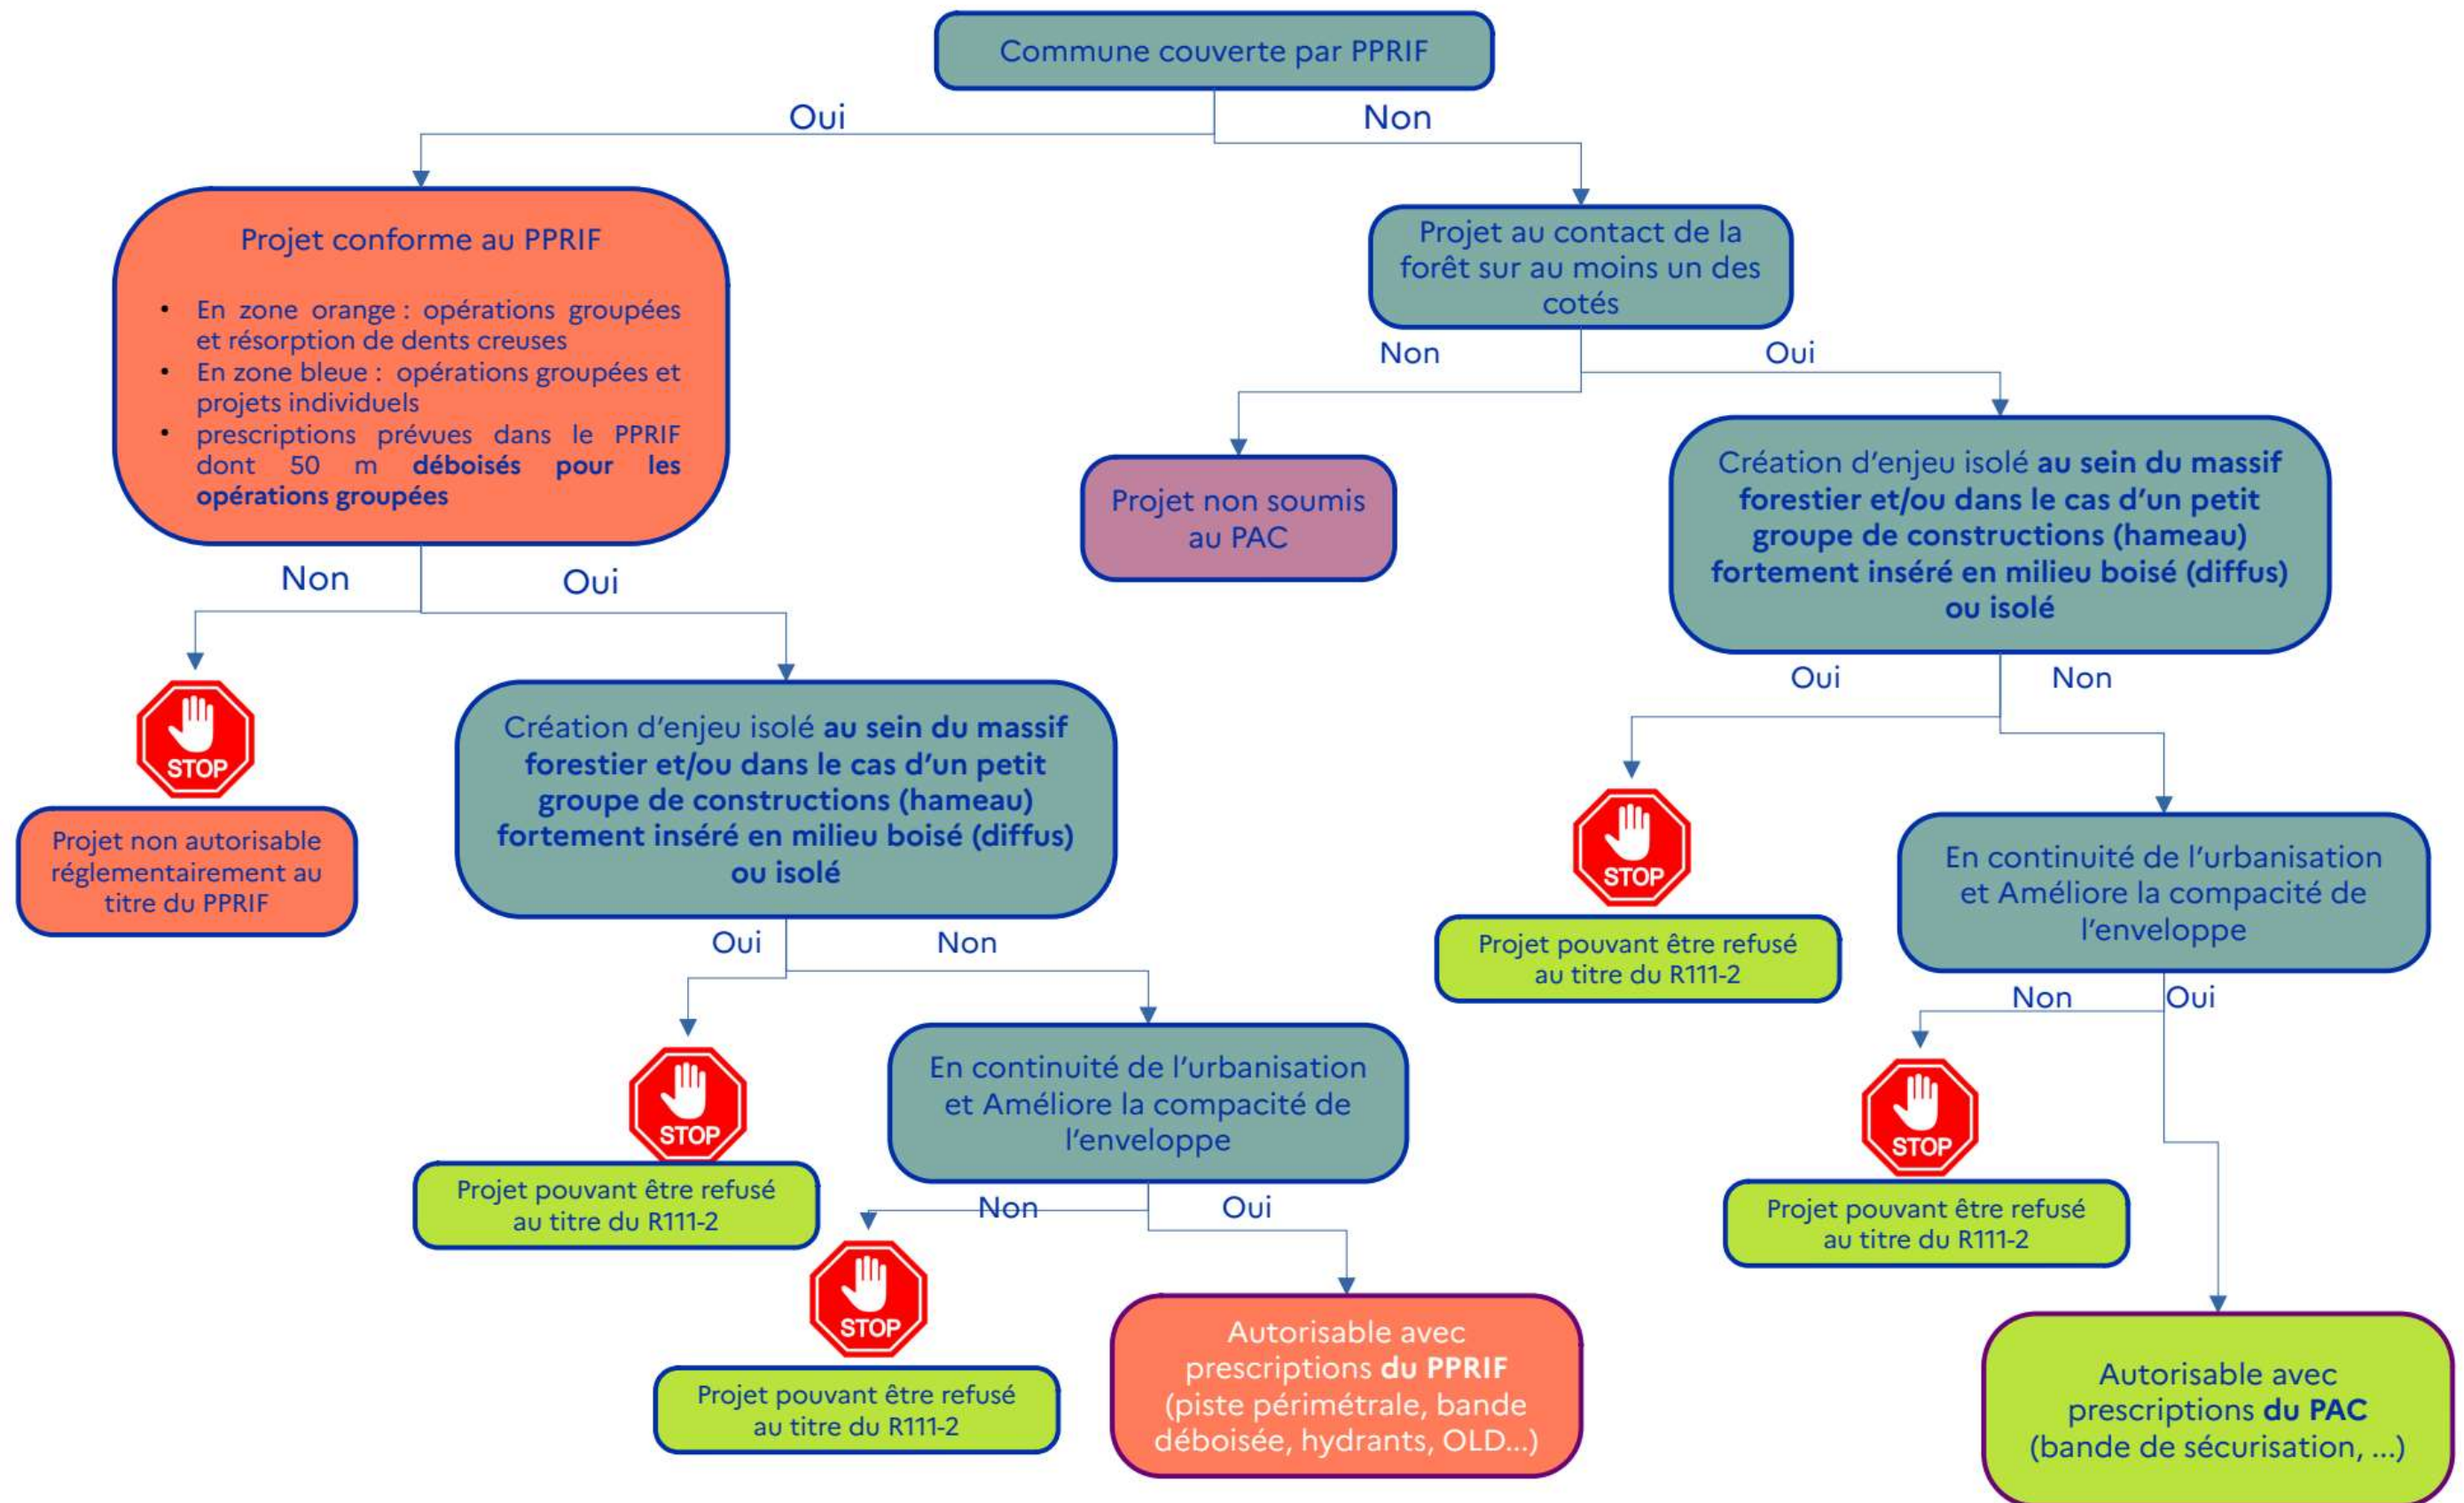 Commune couverte par PPRIF
Oui
Non
Projet conforme au PPRIF
• En zone orange : opérations groupées
et résorption de dents creuses
• En zone bleue : opérations groupées et
projets individuels
• prescriptions prévues dans le PPRIF
dont 50 m déboisés pour les
opérations groupées
Projet au contact de la
forêt sur au moins un des
cotés
Non
Oui
Projet non soumis
au PAC
Création d'enjeu isolé au sein du massif
forestier et/ou dans le cas d'un petit
groupe de constructions (hameau)
fortement inséré en milieu boisé (diffus)
ou isolé
Non
Oui
STOP
Projet non autorisable
réglementairement au
titre du PPRIF
Création d'enjeu isolé au sein du massif
forestier et/ou dans le cas d'un petit
groupe de constructions (hameau)
fortement inséré en milieu boisé (diffus)
ou isolé
Oui
Non
STOP
Projet pouvant être refusé
au titre du R111-2
En continuité de l'urbanisation
et Améliore la compacité de
l'enveloppe
Oui
Non
STOP
Projet pouvant être refusé
au titre du R111-2
En continuité de l'urbanisation
et Améliore la compacité de
l'enveloppe
Non
Oui
STOP
Projet pouvant être refusé
au titre du R111-2
Non
Oui
STOP
Projet pouvant être refusé
au titre du R111-2
Autorisable avec
prescriptions du PPRIF
(piste périmétrale, bande
déboisée, hydrants, OLD...)
Autorisable avec
prescriptions du PAC
(bande de sécurisation, ...)